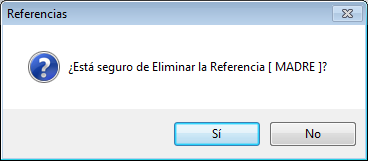 Referencias
¿Está seguro de Eliminar la Referencia [ MADRE ]?
Sí
No